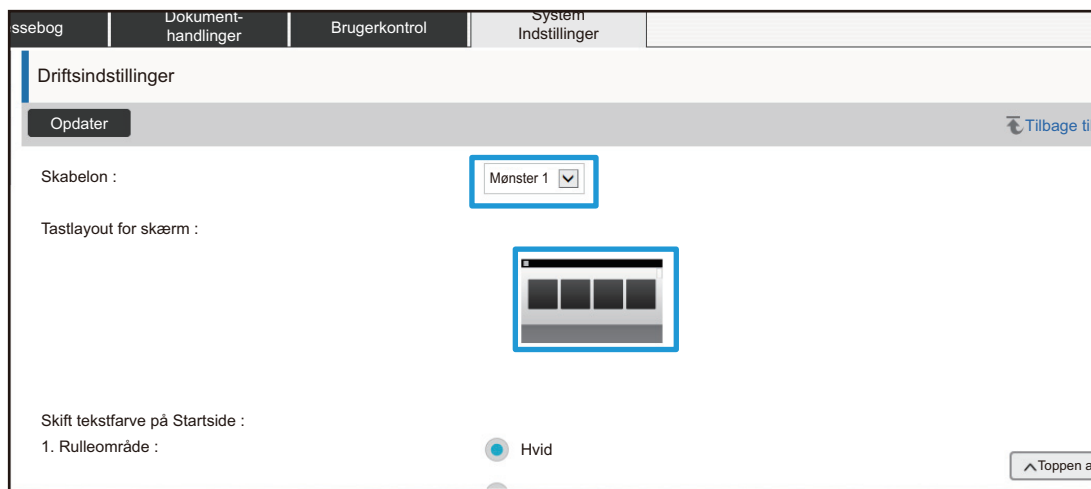 ssebog
Dokument-
handlinger
Brugerkontrol
System
Indstillinger
Driftsindstillinger
Opdater
Tilbage ti
Skabelon :
Mønster 1
Tastlayout for skærm :
Skift tekstfarve på Startside :
1. Rulleområde :
Hvid
Toppen a